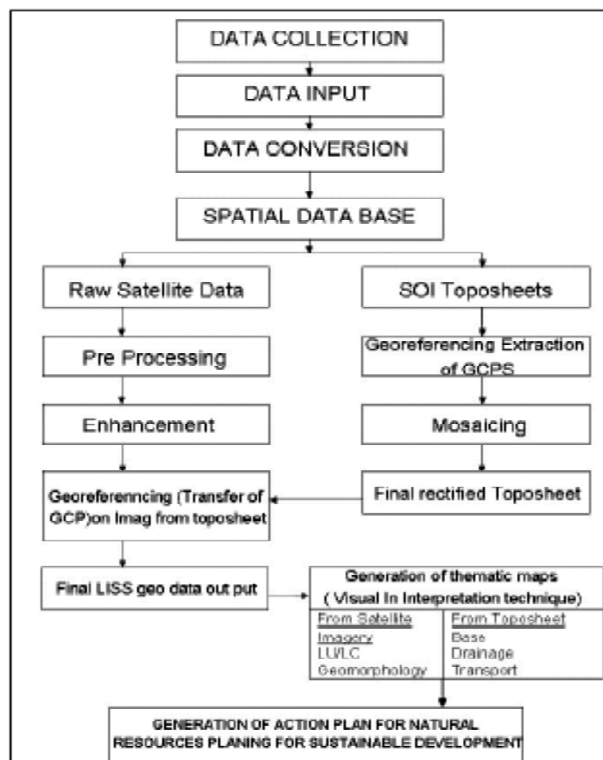 DATA COLLECTION
DATA INPUT
DATA CONVERSION
SPATIAL DATA BASE
Raw Satellite Data
SOI Toposheets
Pre Processing
Georeferencing Extraction
of GCPS
Enhancement
Mosaicing
Georeferenncing (Transfer of
GCP)on Imag from toposheet
Final rectified Toposheet
Final LISS geo data out put
Generation of thematic maps
( Visual In Interpretation technique)
From Satellite
Imagery
LU/LC
Geomorphology
From Toposheet
Base
Drainage
Transport
GENERATION OF ACTION PLAN FOR NATURAL
RESOURCES PLANING FOR SUSTAINABLE DEVELOPMENT